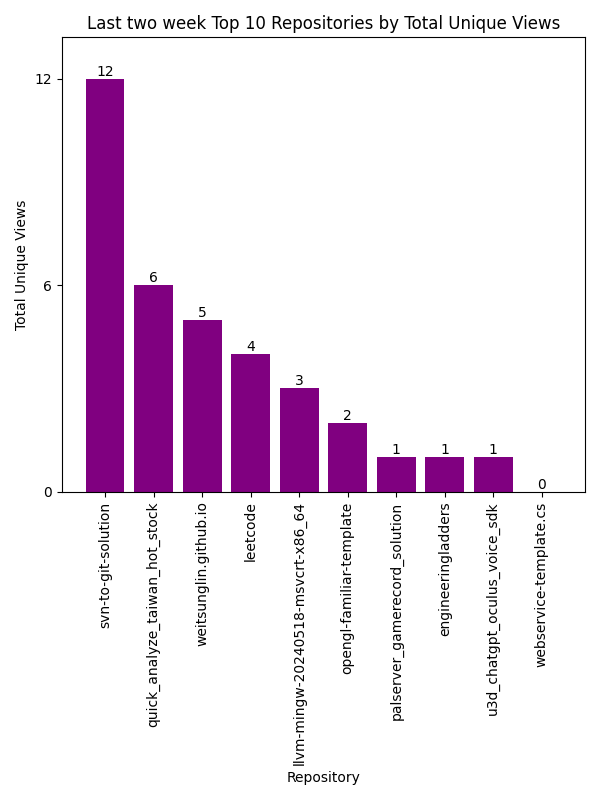 Last two week Top 10 Repositories by Total Unique Views
Total Unique Views
12
6
0
12
6
5
4
3
2
1
1
1
0
svn-to-git-solution
quick_analyze_taiwan_hot_stock
weitsunglin.github.io
leetcode
llvm-mingw-20240518-msvcrt-x86_64
opengl-familiar-template
palserver_gamerecord_solution
engineeringladders
u3d_chatgpt_oculus_voice_sdk
webservice-template.cs
Repository